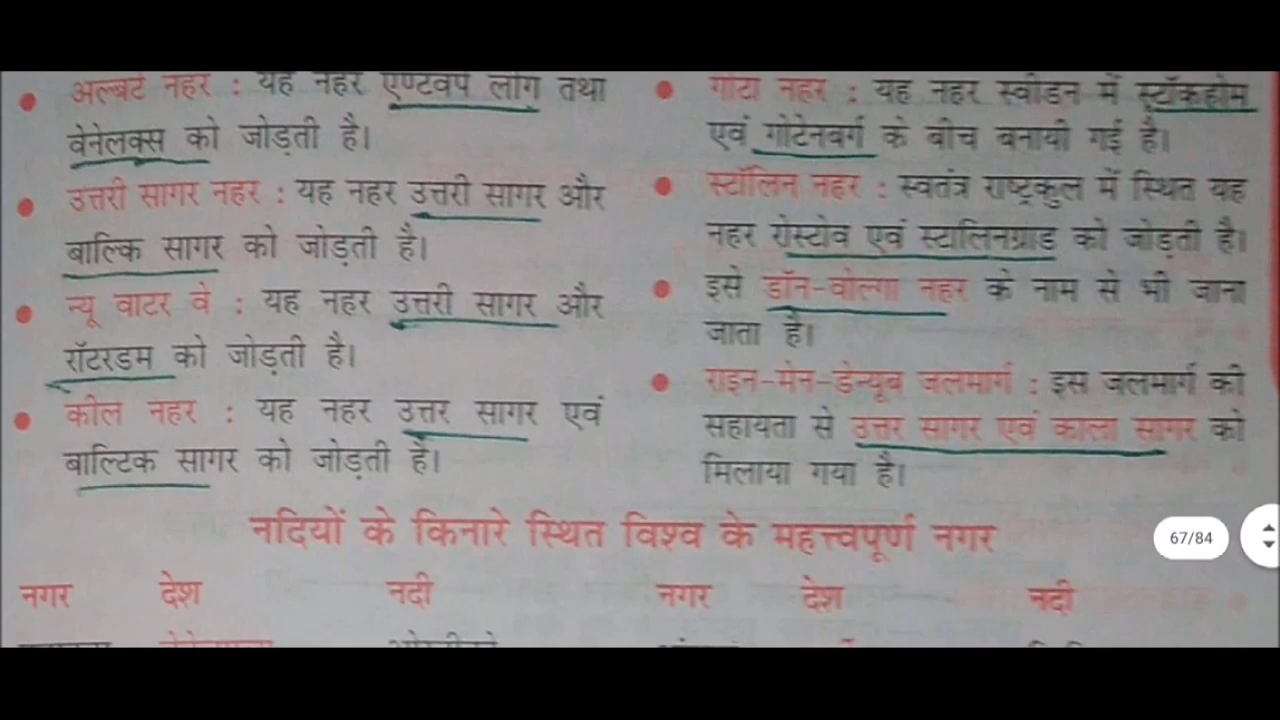 अल्बर्ट नहर : यह नहर एण्टवर्प लीग तथा
वेनेलक्स को जोड़ती है।
उत्तरी सागर नहर : यह नहर उत्तरी सागर और
बाल्कि सागर को जोड़ती है।
न्यू वाटर वे : यह नहर उत्तरी सागर और
रॉटरडम को जोड़ती है।
कील नहर : यह नहर उत्तर सागर एवं
बाल्टिक सागर को जोड़ती है।
गोटा नहर : यह नहर स्वीडन में स्टॉकहोम
एवं गोटेनबर्ग के बीच बनायी गई है।
स्टॉलिन नहर : स्वतंत्र राष्ट्रकुल में स्थित यह
नहर रोस्टोव एवं स्टालिनग्राड को जोड़ती है।
इसे डॉन-वोल्गा नहर के नाम से भी जाना
जाता है।
राइन-मेन-डेन्यूब जलमार्ग : इस जलमार्ग की
सहायता से उत्तर सागर एवं काला सागर को
मिलाया गया है।
नदियों के किनारे स्थित विश्व के महत्त्वपूर्ण नगर
नगर देश नदी नगर देश नदी
67/84